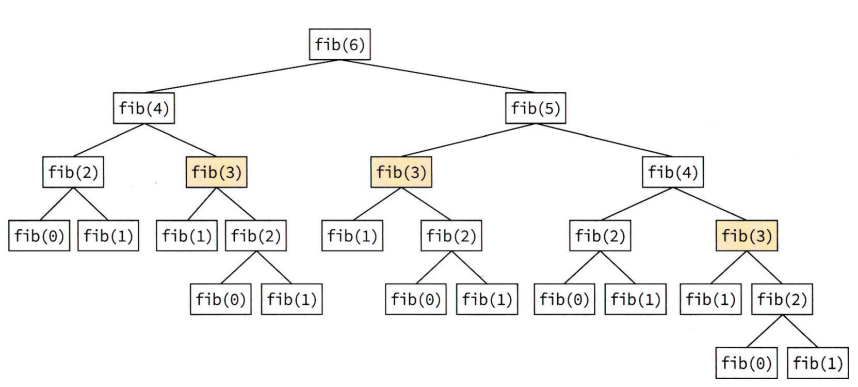 fib(6)
fib(4) fib(5)
fib(2) fib(3) fib(3) fib(4)
fib(0) fib(1) fib(1) fib(2) fib(1) fib(2) fib(2) fib(3)
fib(0) fib(1) fib(0) fib(1) fib(0) fib(1) fib(1) fib(2)
fib(0) fib(1)